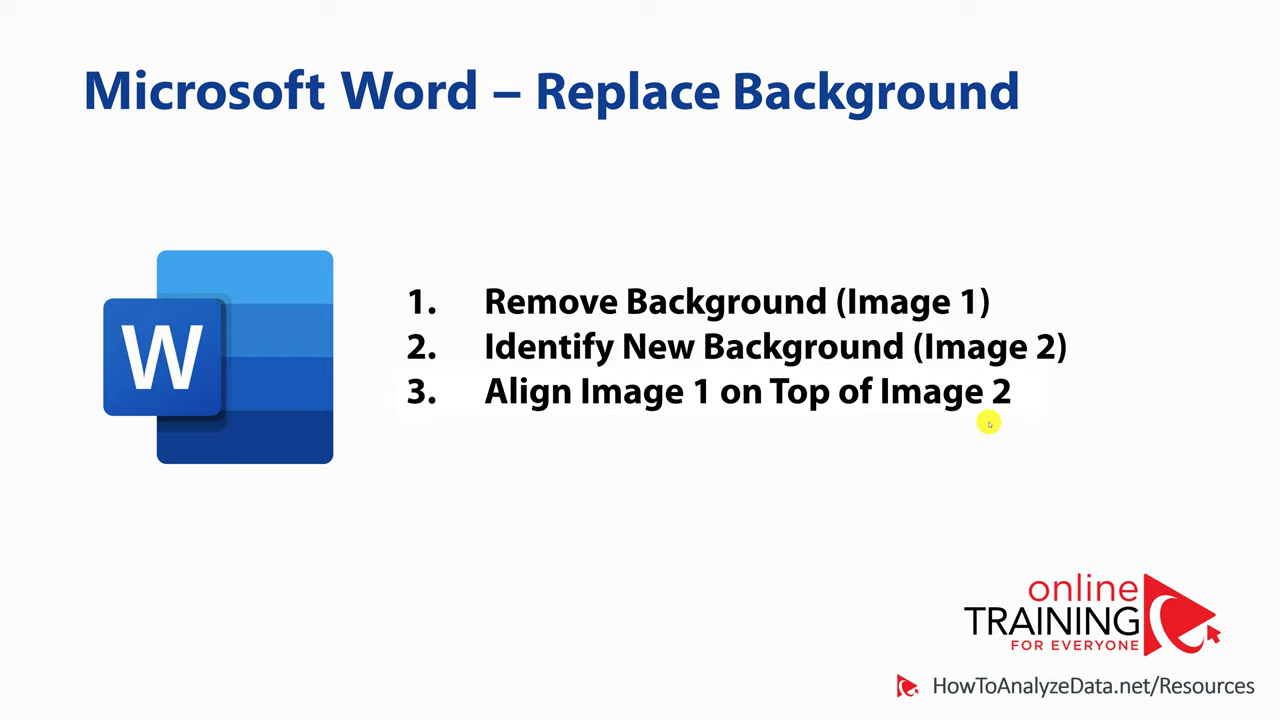 Microsoft Word – Replace Background
W
1. Remove Background (Image 1)
2. Identify New Background (Image 2)
3. Align Image 1 on Top of Image 2
online
TRAINING
FOR EVERYONE
HowToAnalyzeData.net/Resources